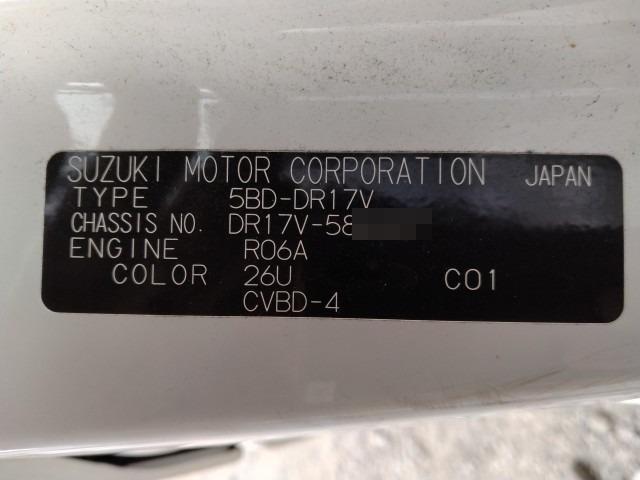 SUZUKI MOTOR CORPORATION JAPAN
TYPE 5BD-DR17V
CHASSIS NO. DR17V-58
ENGINE R06A
COLOR 26U C01
CVBD-4